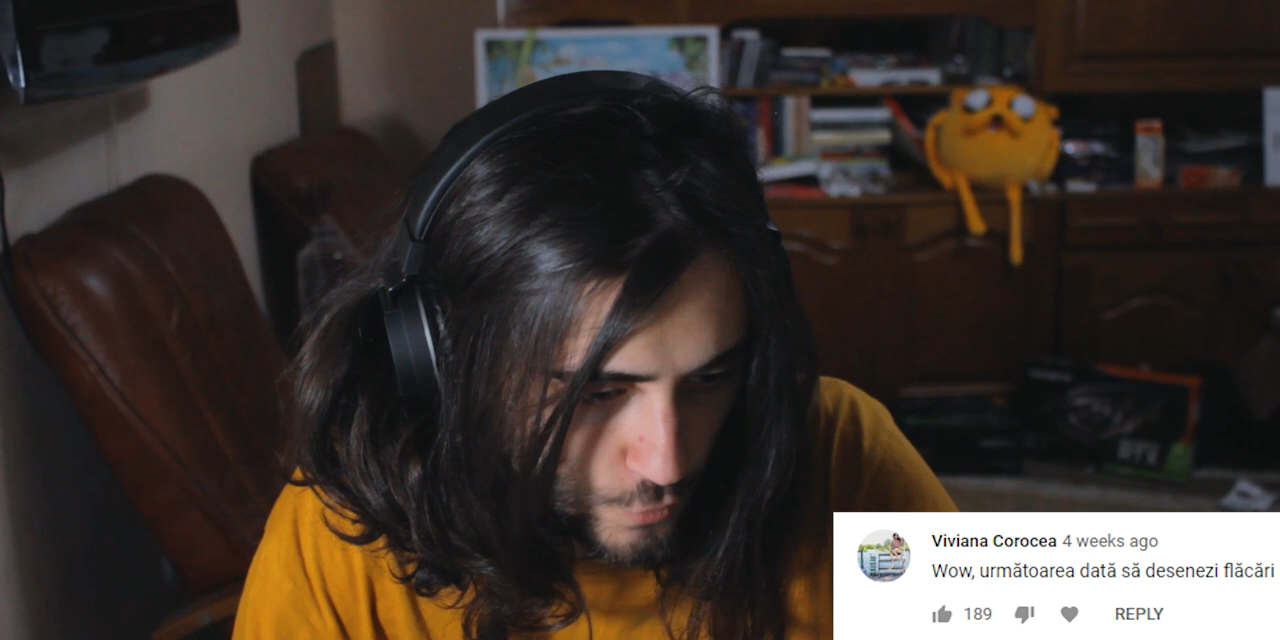 Viviana Corocea 4 weeks ago
Wow, următoarea dată să desenezi flăcări
189 REPLY